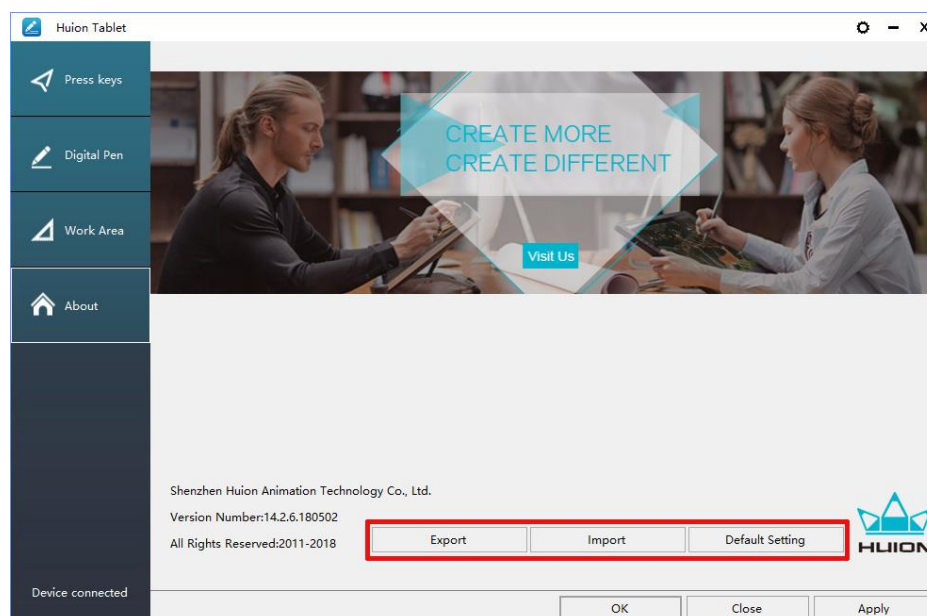 Huion Tablet
Press keys
Digital Pen
Work Area
About
CREATE MORE
CREATE DIFFERENT
Visit Us
Shenzhen Huion Animation Technology Co., Ltd.
Version Number:14.2.6.180502
All Rights Reserved:2011-2018
Export Import Default Setting
HUION
Device connected
OK Close Apply